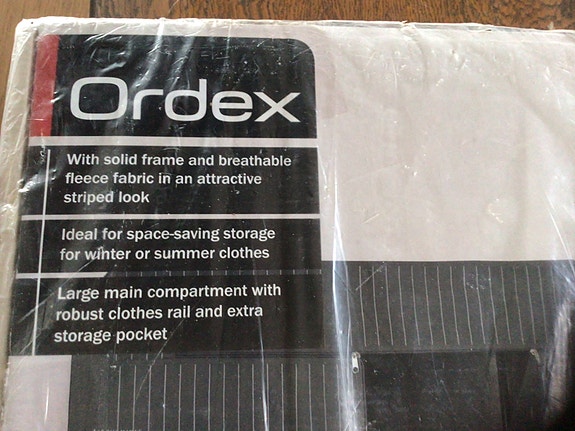 Ordex
With solid frame and breathable
fleece fabric in an attractive
striped look
Ideal for space-saving storage
for winter or summer clothes
Large main compartment with
robust clothes rail and extra
storage pocket